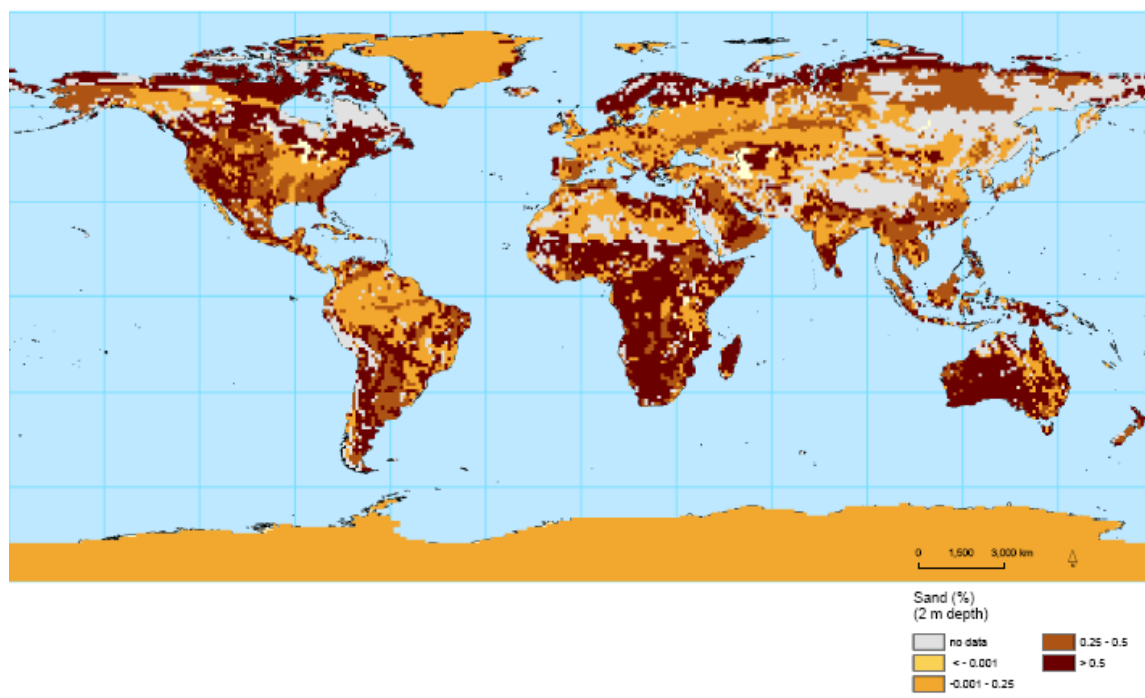 0 1,500 3,000 km
N
Sand (%)
(2 m depth)
no data
< - 0.001
-0.001 - 0.25
0.25 - 0.5
> 0.5